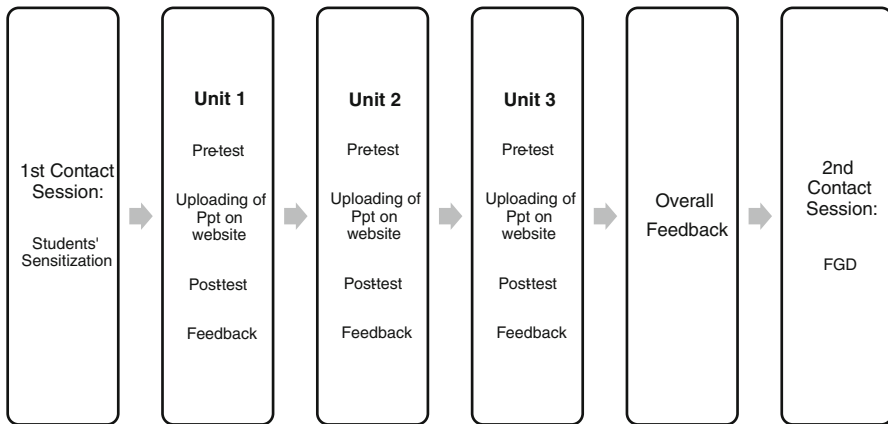 1st Contact
Session:
Students'
Sensitization
Unit 1
Pre-test
Uploading of
Ppt on
website
Post-test
Feedback
Unit 2
Pre-test
Uploading of
Ppt on
website
Post-test
Feedback
Unit 3
Pre-test
Uploading of
Ppt on
website
Post-test
Feedback
Overall
Feedback
2nd
Contact
Session:
FGD